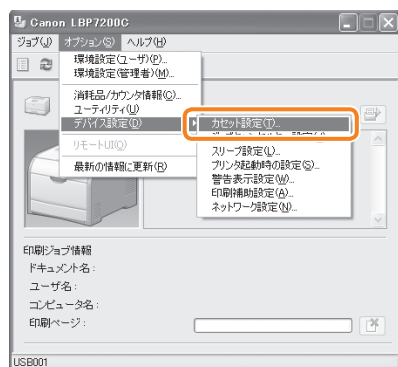 Canon LBP7200C
ジョブ(J) オプション(S) ヘルプ(H)
環境設定(ユーザ)(P)...
環境設定(管理者)(M)...
消耗品/カウンタ情報(C)...
ユーティリティ(U)
デバイス設定(D)
カセット設定(T)...
リモートUI(O)
スリープ設定(L)...
最新の情報に更新(R)
プリンタ起動時の設定(S)...
警告表示設定(W)...
印刷補助設定(A)...
ネットワーク設定(N)...
印刷ジョブ情報
ドキュメント名:
ユーザ名:
コンピュータ名:
印刷ページ:
USB001